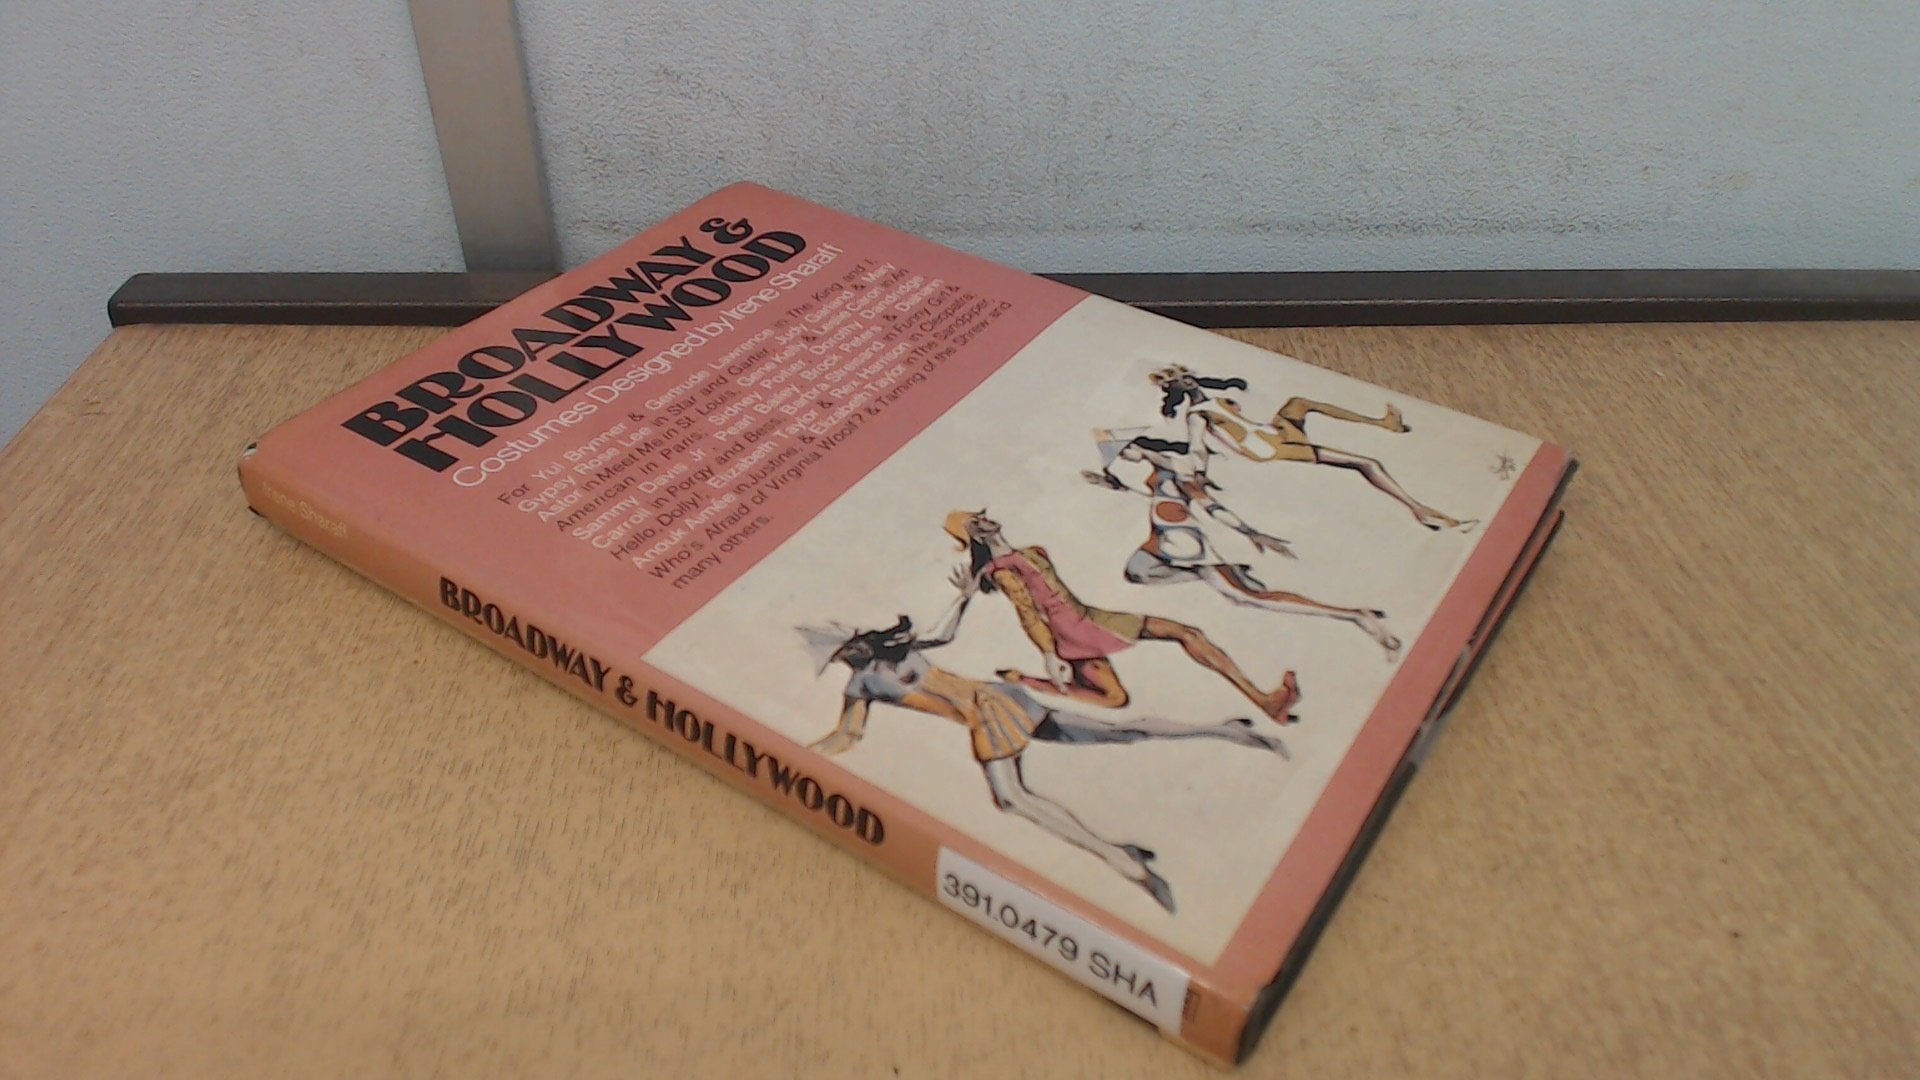 BROADWAY &
HOLLYWOOD
Costumes Designed by Irene Sharaff
For Yul Brynner & Gertrude Lawrence in The King and I.
Gypsy Rose Lee in Star and Garter. Judy Garland & Mary
Astor in Meet Me in St. Louis. Gene Kelly & Leslie Caron in An
American In Paris. Sidney Poitier, Dorothy Dandridge,
Sammy Davis Jr., Pearl Bailey, Brock Peters & Diahann
Carroll in Porgy and Bess. Barbra Streisand in Funny Girl &
Hello Dolly!. Elizabeth Taylor & Rex Harrison in Cleopatra.
Anouk Aimée in Justine, & Elizabeth Taylor in The Sandpiper,
Who's Afraid of Virginia Woolf? & Taming of the Shrew and
many others.
Irene Sharaff
BROADWAY & HOLLYWOOD
391.0479 SHA